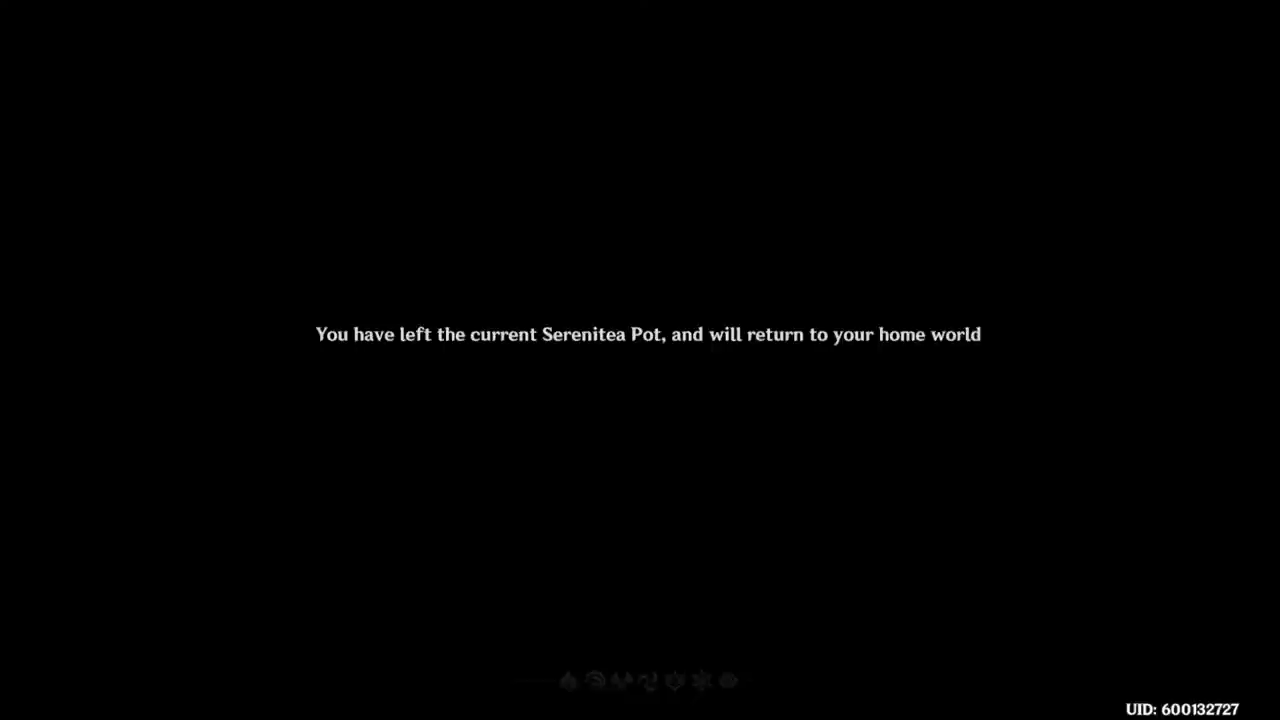 You have left the current Serenitea Pot, and will return to your home world
UID: 600132727